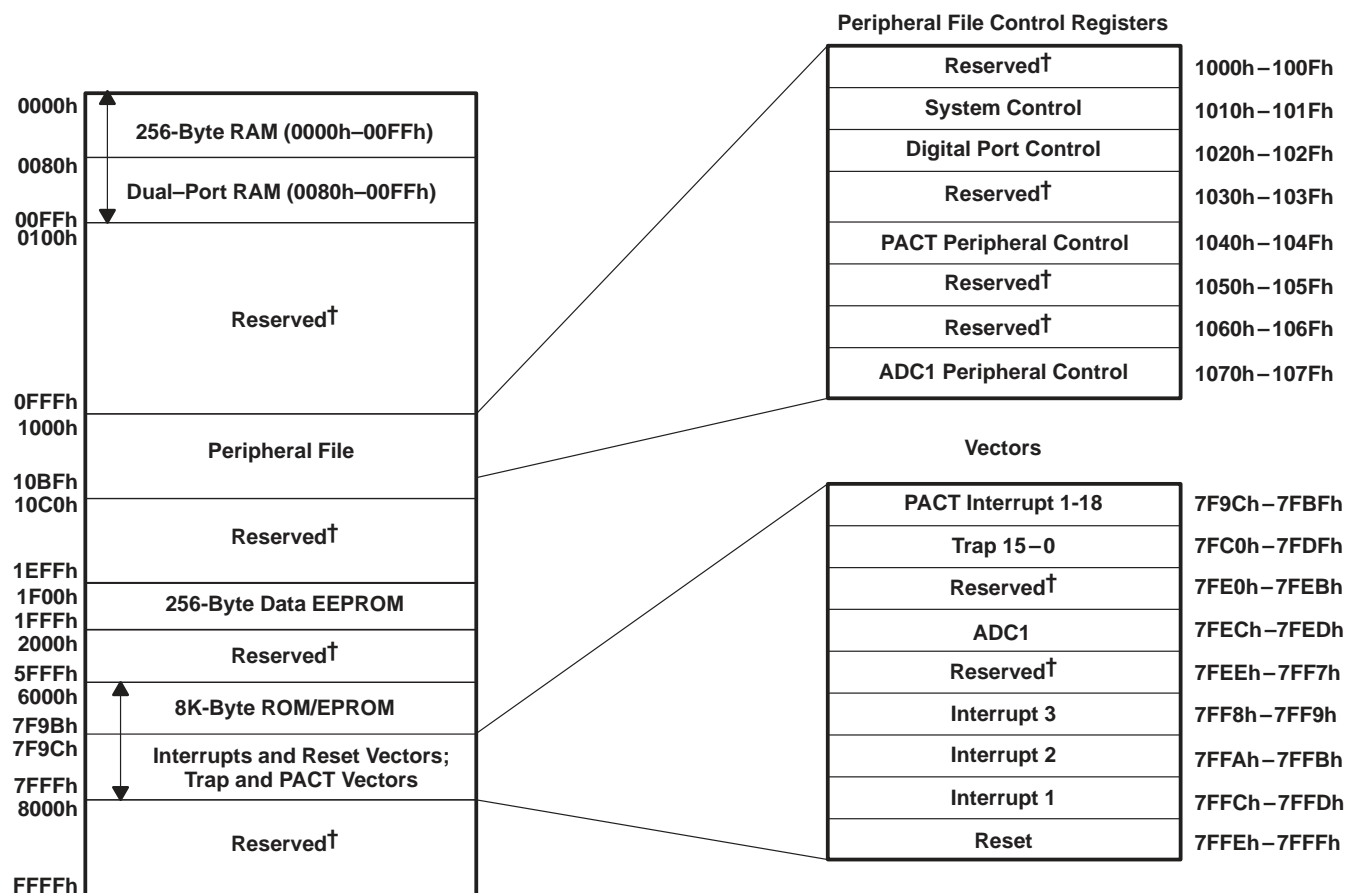 0000h
256-Byte RAM (0000h–00FFh)
0080h
Dual–Port RAM (0080h–00FFh)
00FFh
0100h
Reserved†
0FFFh
1000h
Peripheral File
10BFh
10C0h
Reserved†
1EFFh
1F00h
256-Byte Data EEPROM
1FFFh
2000h
Reserved†
5FFFh
6000h
8K-Byte ROM/EPROM
7F9Bh
7F9Ch
Interrupts and Reset Vectors;
Trap and PACT Vectors
7FFFh
8000h
Reserved†
FFFFh
Peripheral File Control Registers
Reserved† 1000h–100Fh
System Control 1010h–101Fh
Digital Port Control 1020h–102Fh
Reserved† 1030h–103Fh
PACT Peripheral Control 1040h–104Fh
Reserved† 1050h–105Fh
Reserved† 1060h–106Fh
ADC1 Peripheral Control 1070h–107Fh
Vectors
PACT Interrupt 1-18 7F9Ch–7FBFh
Trap 15–0 7FC0h–7FDFh
Reserved† 7FE0h–7FEBh
ADC1 7FECh–7FEDh
Reserved† 7FEEh–7FF7h
Interrupt 3 7FF8h–7FF9h
Interrupt 2 7FFAh–7FFBh
Interrupt 1 7FFCh–7FFDh
Reset 7FFEh–7FFFh